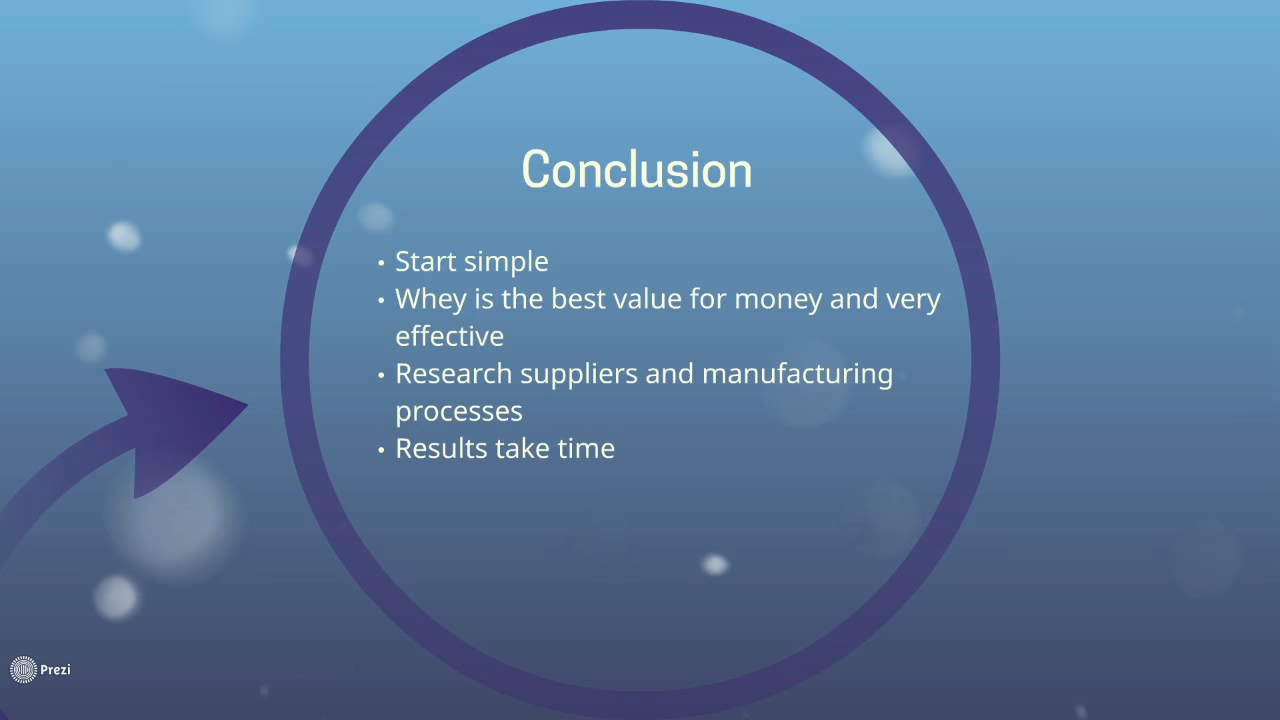 Conclusion
• Start simple
• Whey is the best value for money and very
effective
• Research suppliers and manufacturing
processes
• Results take time
Prezi